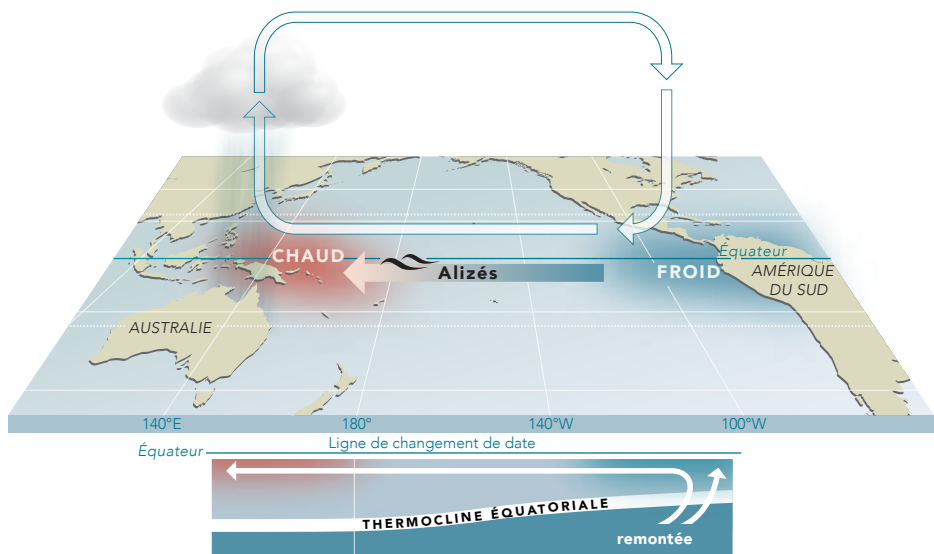 CHAUD
Équateur
Alizés
FROID
AMÉRIQUE
DU SUD
AUSTRALIE
140°E
180°
140°W
100°W
Ligne de changement de date
Équateur
THERMOCLINE ÉQUATORIALE
remontée